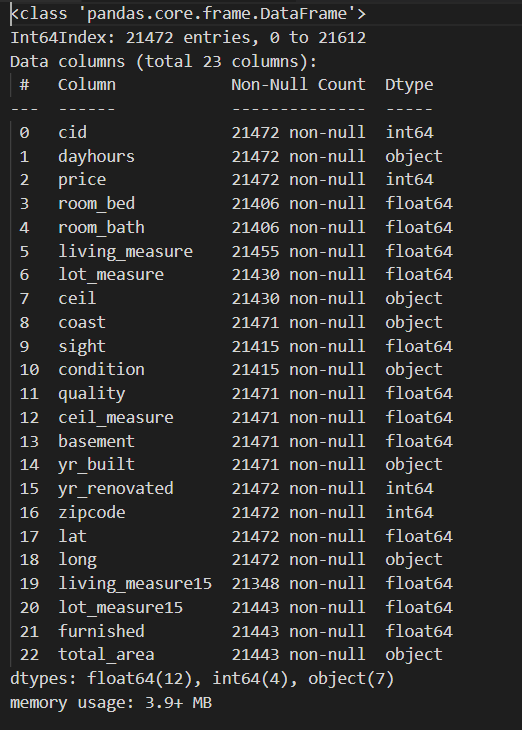 <class 'pandas.core.frame.DataFrame'>
Int64Index: 21472 entries, 0 to 21612
Data columns (total 23 columns):
 #   Column            Non-Null Count  Dtype
---  ------            --------------  -----
 0   cid               21472 non-null  int64
 1   dayhours          21472 non-null  object
 2   price             21472 non-null  int64
 3   room_bed          21406 non-null  float64
 4   room_bath         21406 non-null  float64
 5   living_measure    21455 non-null  float64
 6   lot_measure       21430 non-null  float64
 7   ceil              21430 non-null  object
 8   coast             21471 non-null  object
 9   sight             21415 non-null  float64
 10  condition         21415 non-null  object
 11  quality           21471 non-null  float64
 12  ceil_measure      21471 non-null  float64
 13  basement          21471 non-null  float64
 14  yr_built          21471 non-null  object
 15  yr_renovated      21472 non-null  int64
 16  zipcode           21472 non-null  int64
 17  lat               21472 non-null  float64
 18  long              21472 non-null  object
 19  living_measure15  21348 non-null  float64
 20  lot_measure15     21443 non-null  float64
 21  furnished         21443 non-null  float64
 22  total_area        21443 non-null  object
dtypes: float64(12), int64(4), object(7)
memory usage: 3.9+ MB